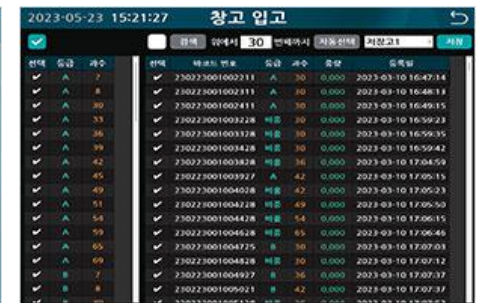 2023-05-23 15:21:27 창고 입고
검색 위에서 30 번째까지 자동선택 저장고1 저장
선택 등급 과수 선택 바코드 번호 등급 과수 중량 등록일
A 7 230223001002211 A 30 0,000 2023-03-10 16:47:14
A 8 230223001002311 A 8 0,000 2023-03-10 16:48:13
A 30 230223001002411 A 30 0,000 2023-03-10 16:49:15
A 33 230223001003228 비품 30 0,000 2023-03-10 16:59:23
A 36 230223001003328 비품 30 0,000 2023-03-10 16:59:35
A 39 230223001003428 비품 30 0,000 2023-03-10 16:59:42
A 42 230223001003828 비품 36 0,000 2023-03-10 17:04:59
A 45 230223001003927 A 42 0,000 2023-03-10 17:05:15
A 49 230223001004028 비품 42 0,000 2023-03-10 17:05:23
A 51 230223001004228 비품 49 0,000 2023-03-10 17:05:50
A 54 230223001004428 비품 54 0,000 2023-03-10 17:06:15
A 59 230223001004628 비품 65 0,000 2023-03-10 17:06:46
A 65 230223001004725 B 30 0,000 2023-03-10 17:07:03
A 69 230223001004828 비품 30 0,000 2023-03-10 17:07:12
B 7 230223001004927 B 36 0,000 2023-03-10 17:07:37
B 8 230223001005021 B 42 0,000 2023-03-10 17:07:37